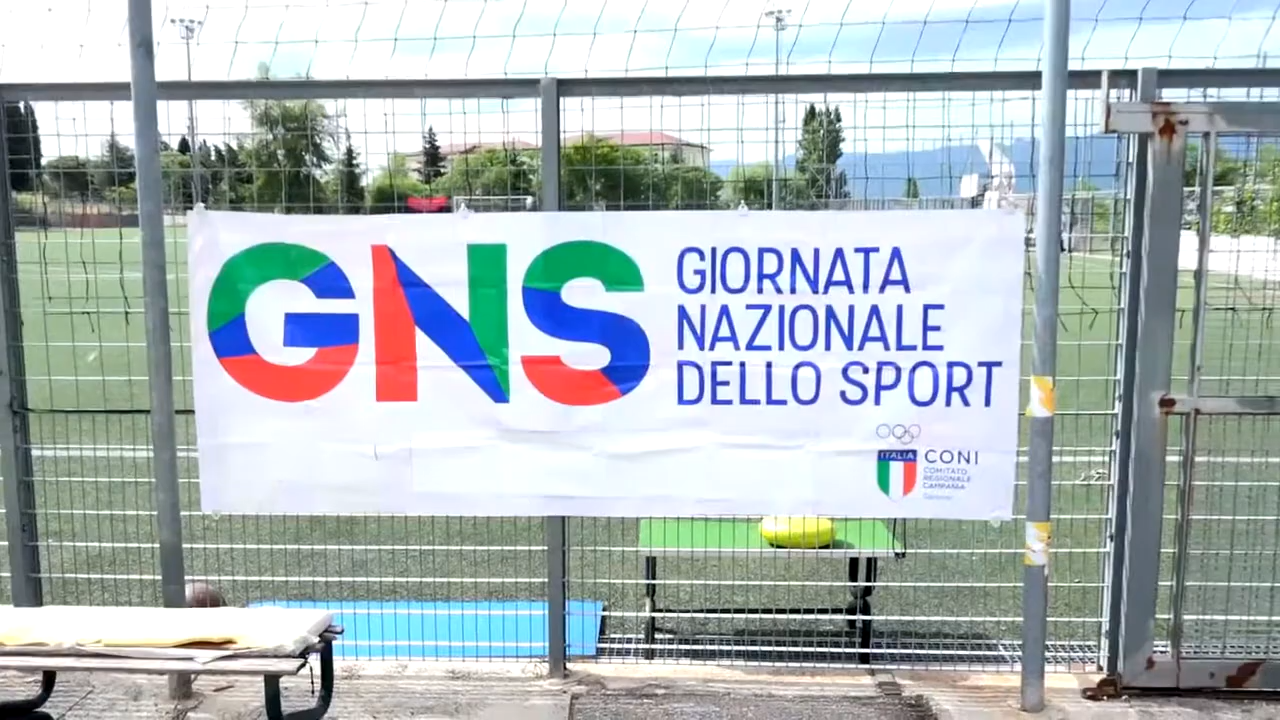 GNS
GIORNATA
NAZIONALE
DELLO SPORT
ITALIA
CONI
COMITATO
REGIONALE
CAMPANIA